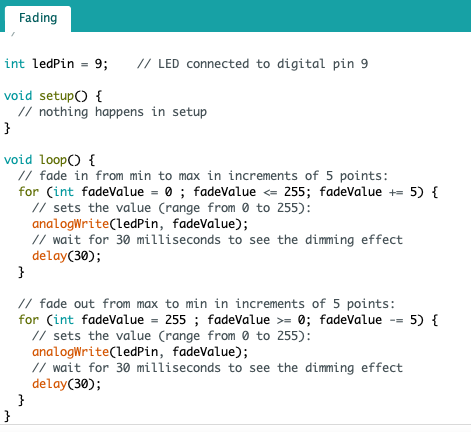 Fading
int ledPin = 9;    // LED connected to digital pin 9

void setup() {
  // nothing happens in setup
}

void loop() {
  // fade in from min to max in increments of 5 points:
  for (int fadeValue = 0 ; fadeValue <= 255; fadeValue += 5) {
    // sets the value (range from 0 to 255):
    analogWrite(ledPin, fadeValue);
    // wait for 30 milliseconds to see the dimming effect
    delay(30);
  }

  // fade out from max to min in increments of 5 points:
  for (int fadeValue = 255 ; fadeValue >= 0; fadeValue -= 5) {
    // sets the value (range from 0 to 255):
    analogWrite(ledPin, fadeValue);
    // wait for 30 milliseconds to see the dimming effect
    delay(30);
  }
}